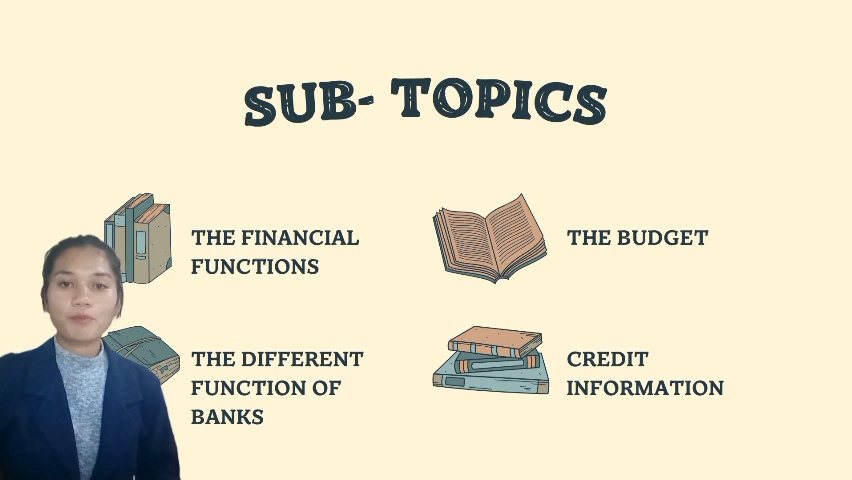 SUB- TOPICS
THE FINANCIAL
FUNCTIONS
THE BUDGET
THE DIFFERENT
FUNCTION OF
BANKS
CREDIT
INFORMATION